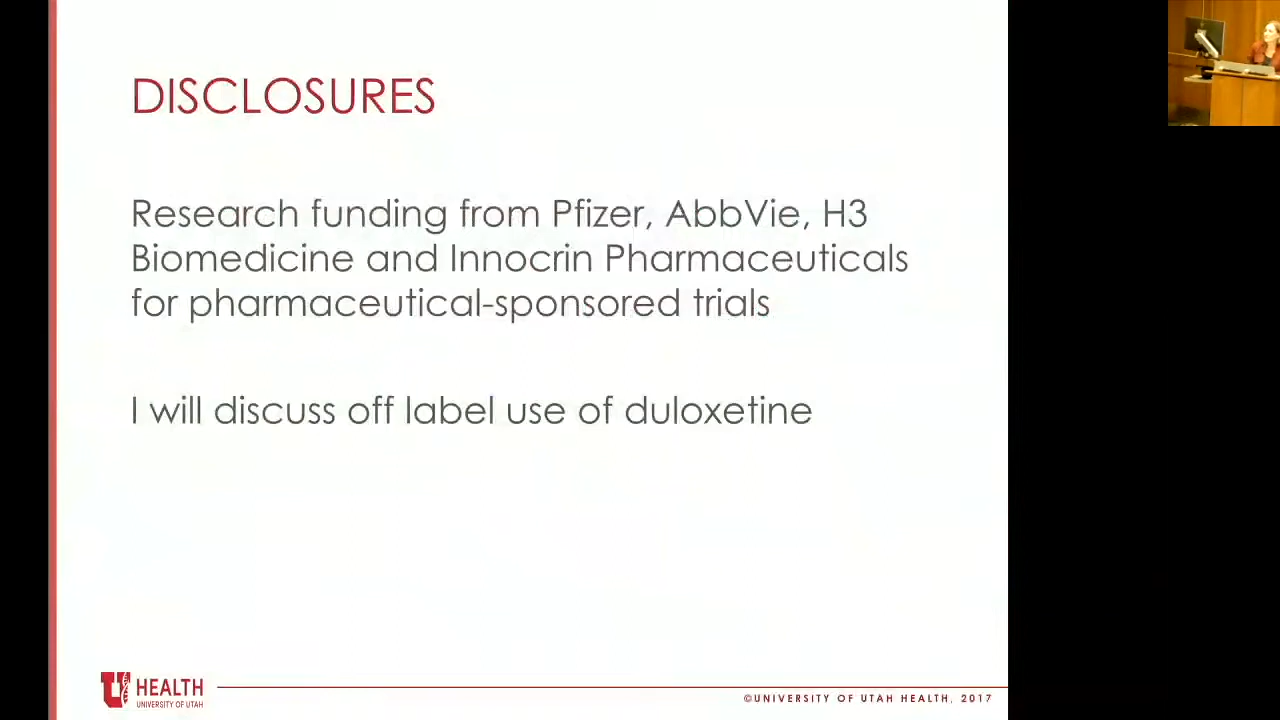 DISCLOSURES
Research funding from Pfizer, AbbVie, H3
Biomedicine and Innocrin Pharmaceuticals
for pharmaceutical-sponsored trials
I will discuss off label use of duloxetine
U HEALTH
UNIVERSITY OF UTAH
©UNIVERSITY OF UTAH HEALTH, 2017